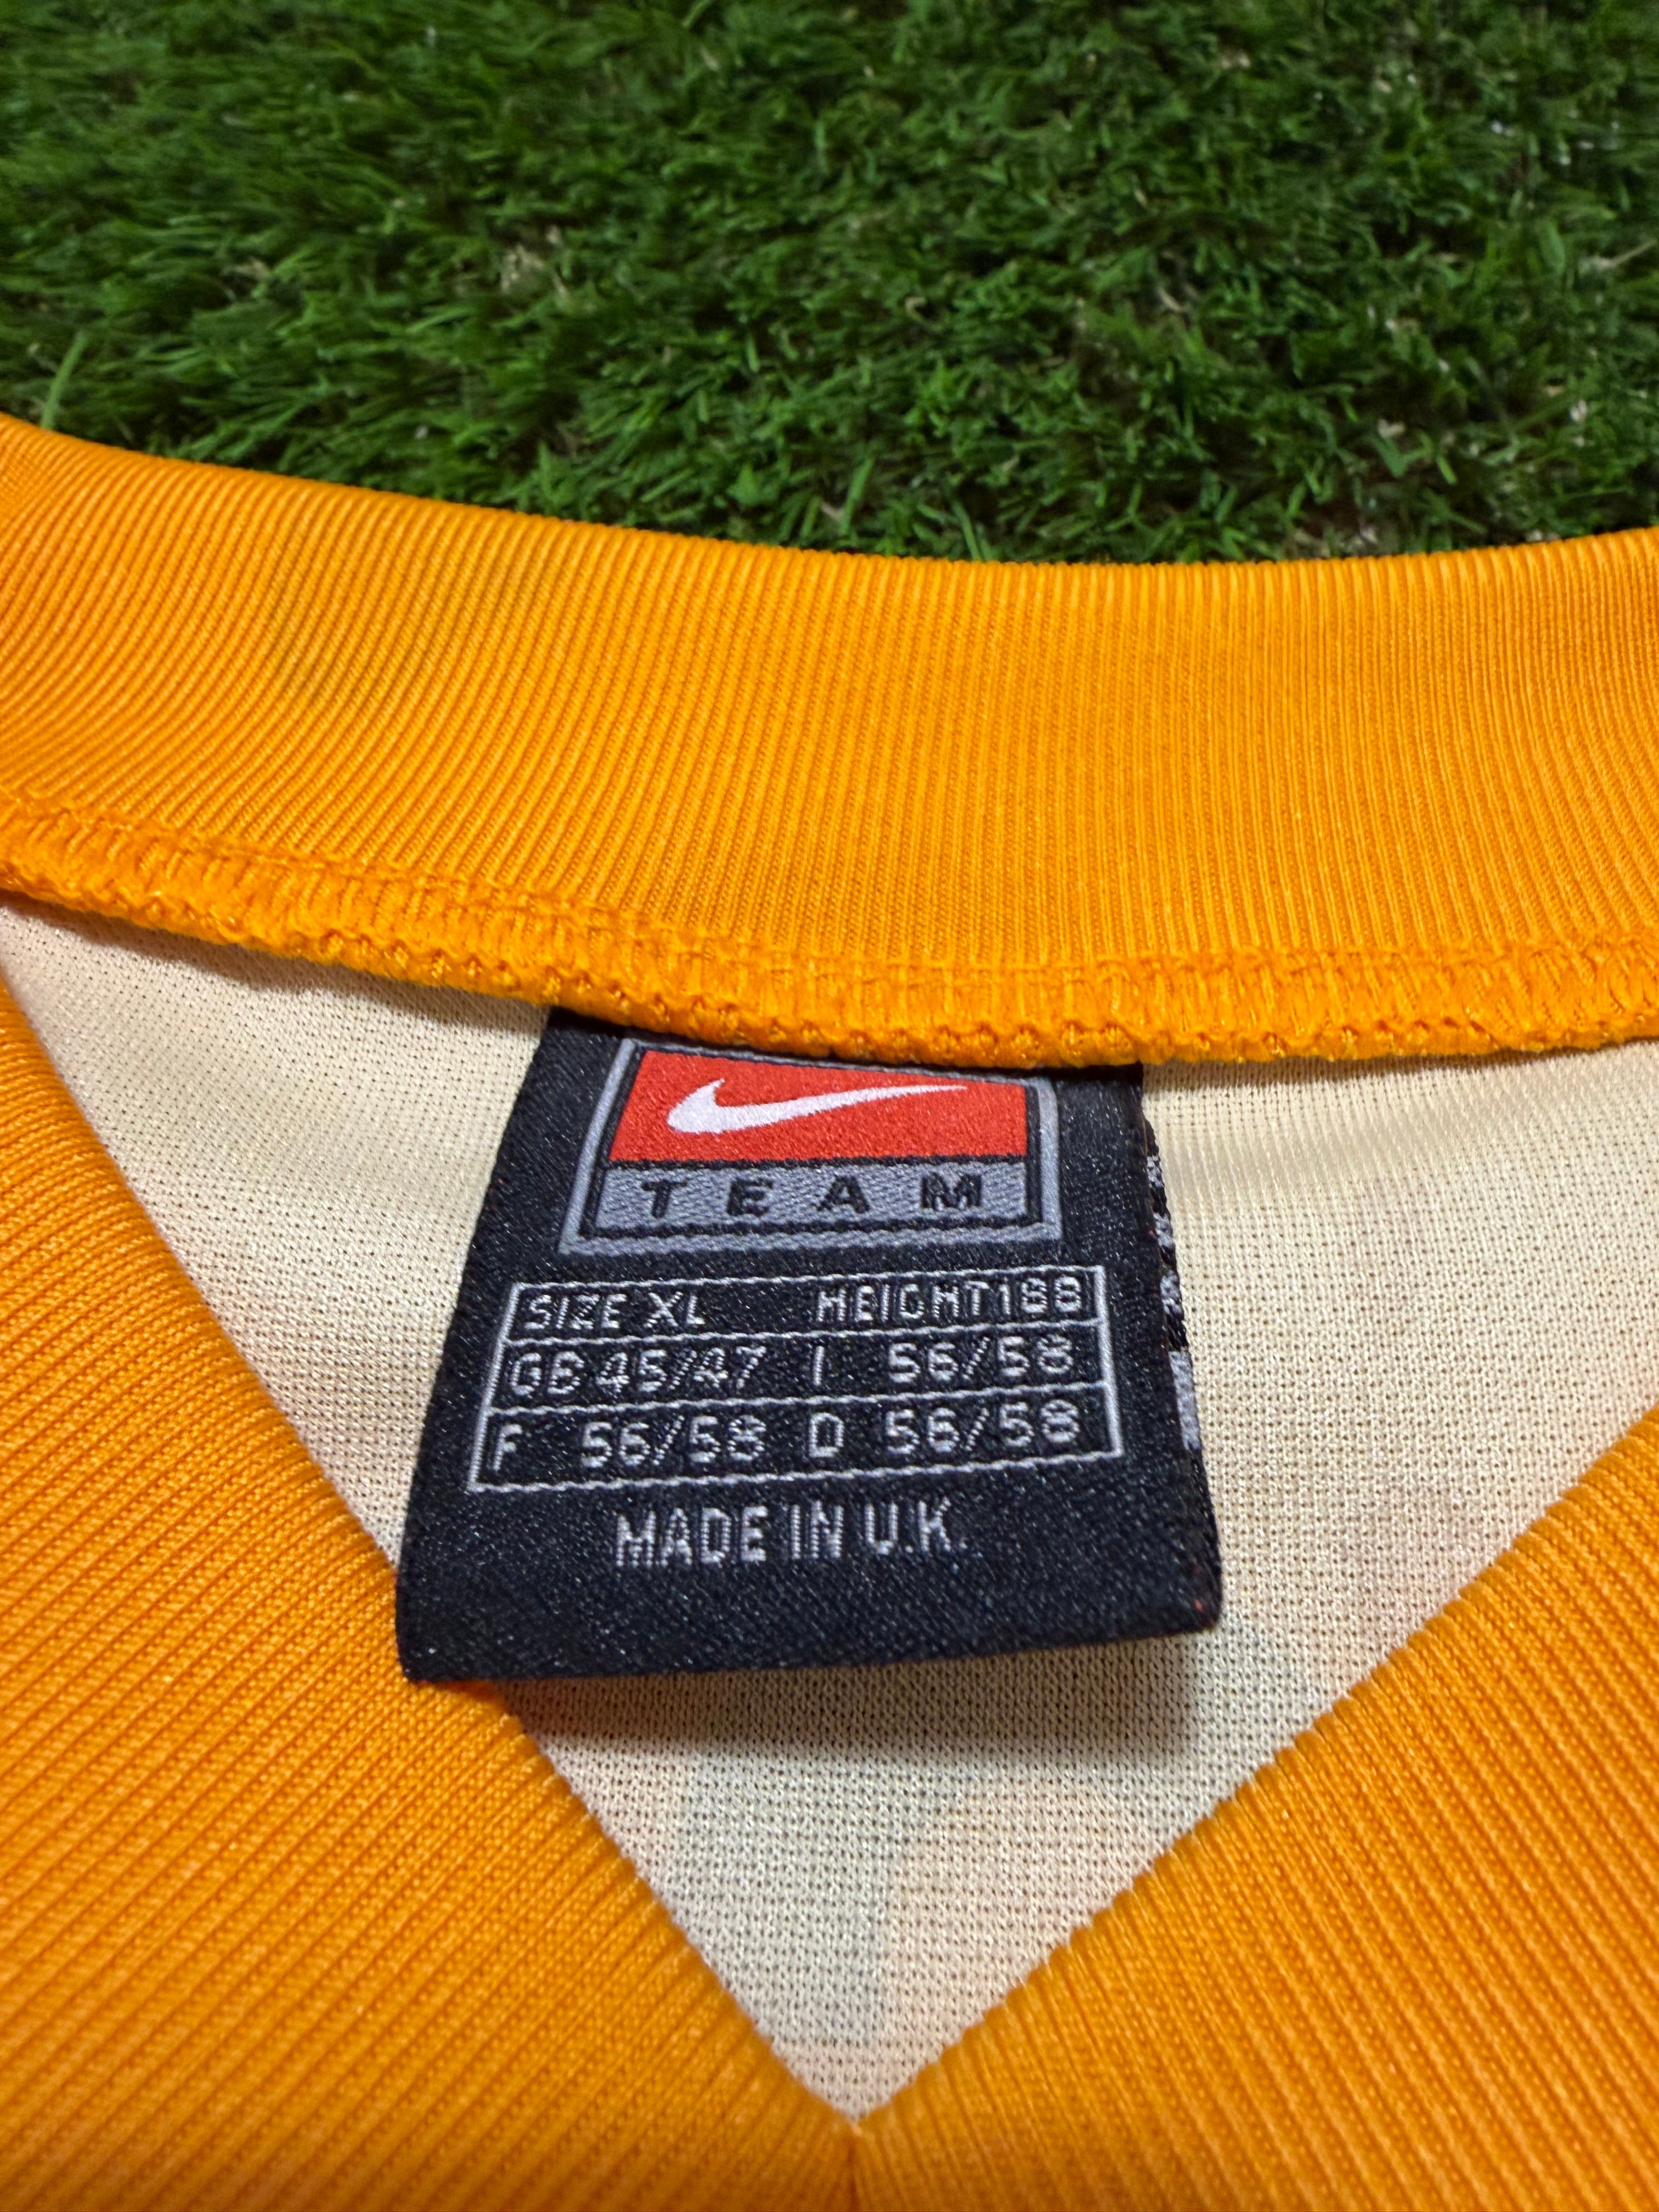 TEAM
SIZE XL HEIGHT188
GB 45/47 I 56/58
F 56/58 D 56/58
MADE IN U.K.